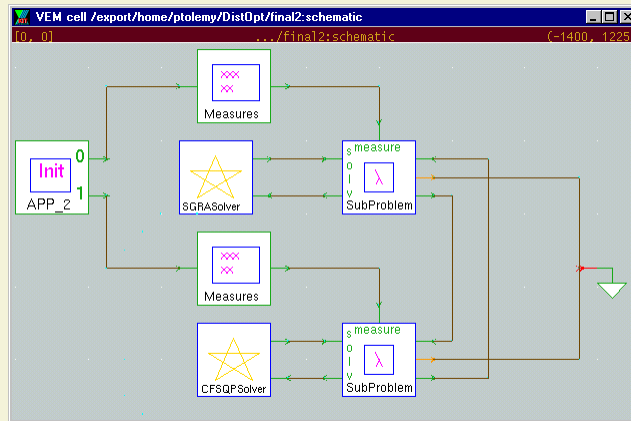 VEM cell /export/home/ptolemy/DistOpt/final2:schematic
[0, 0] .../final2:schematic (-1400, 1225
Measures
Init 0
1
APP_2
SGRASolver
measure
S
O
l
V
λ
SubProblem
Measures
CFSQPSolver
measure
S
O
l
V
λ
SubProblem